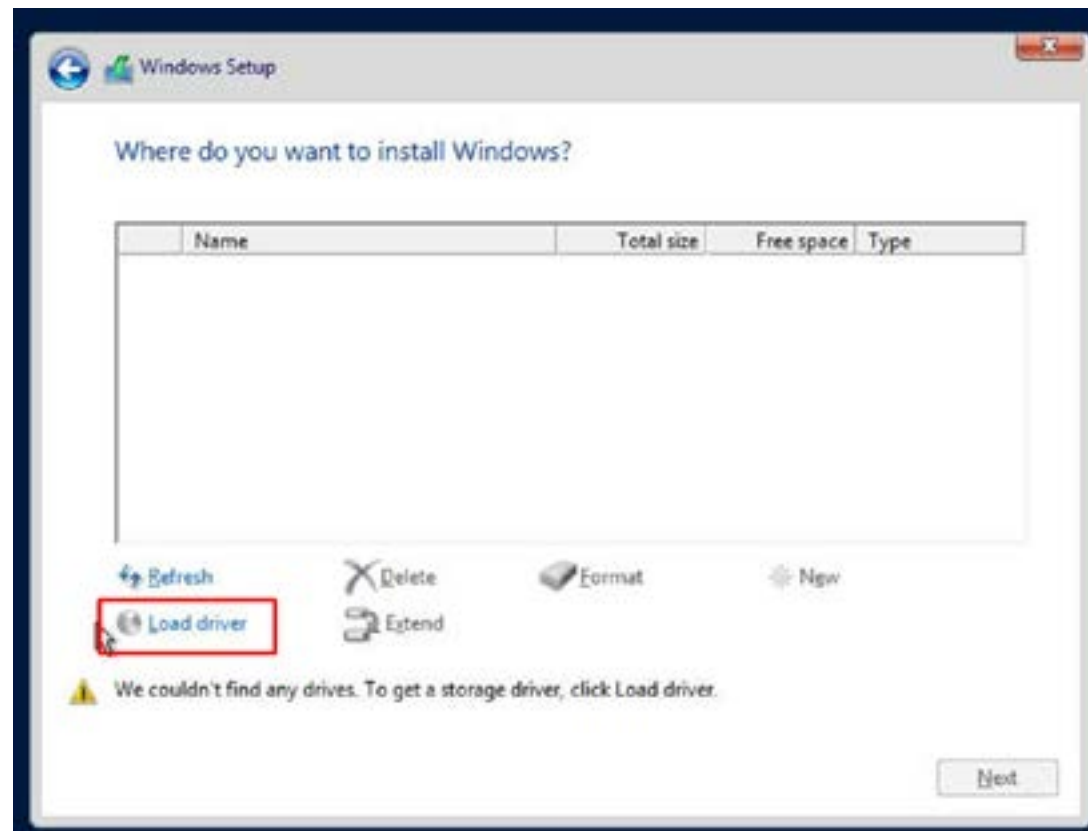 Windows Setup
Where do you want to install Windows?
Name Total size Free space Type
Refresh Delete Format New
Load driver Extend
We couldn't find any drives. To get a storage driver, click Load driver.
Next